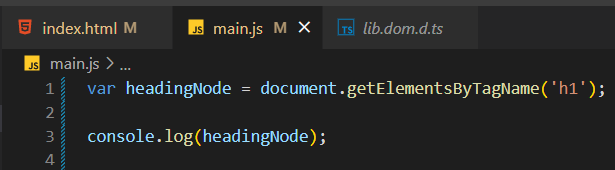 index.html M main.js M lib.dom.d.ts
JS main.js > ...
1 var headingNode = document.getElementsByTagName('h1');
2
3 console.log(headingNode);
4